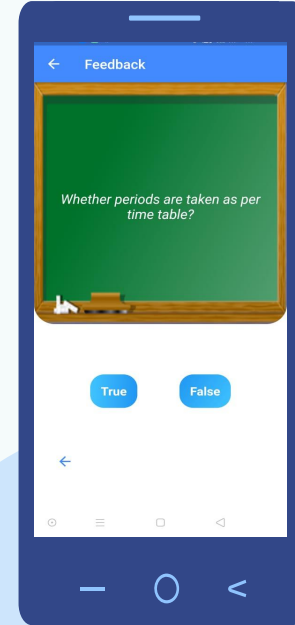 Feedback
Whether periods are taken as per
time table?
True
False